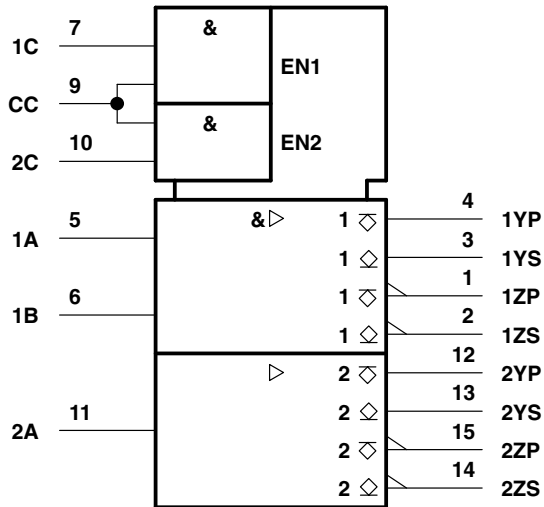 7 &
1C
EN1
9
CC
&
10
EN2
2C
&▷ 4
5 1 1YP
1A 3
1 1YS
6 1
1 1ZP
1B 2
1 1ZS
▷ 12
2 2YP
11 13
2A 2 2YS
15
2 2ZP
14
2 2ZS